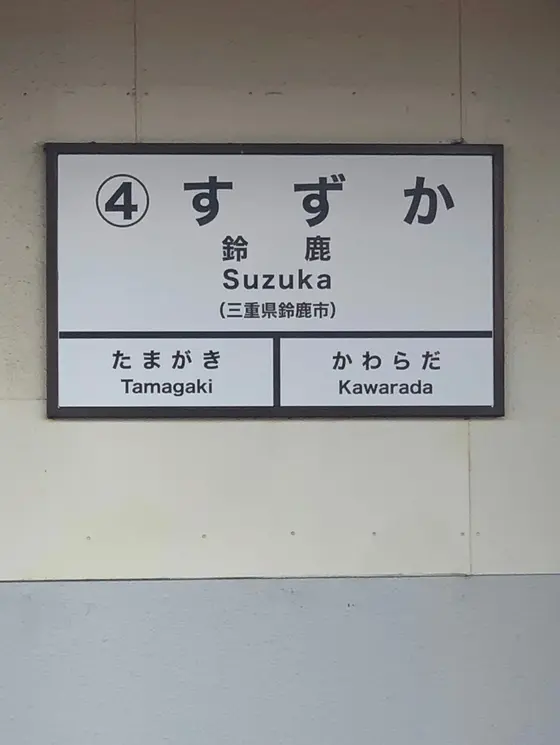 ④ すずか
鈴鹿
Suzuka
（三重県鈴鹿市）
たまがき かわらだ
Tamagaki Kawarada